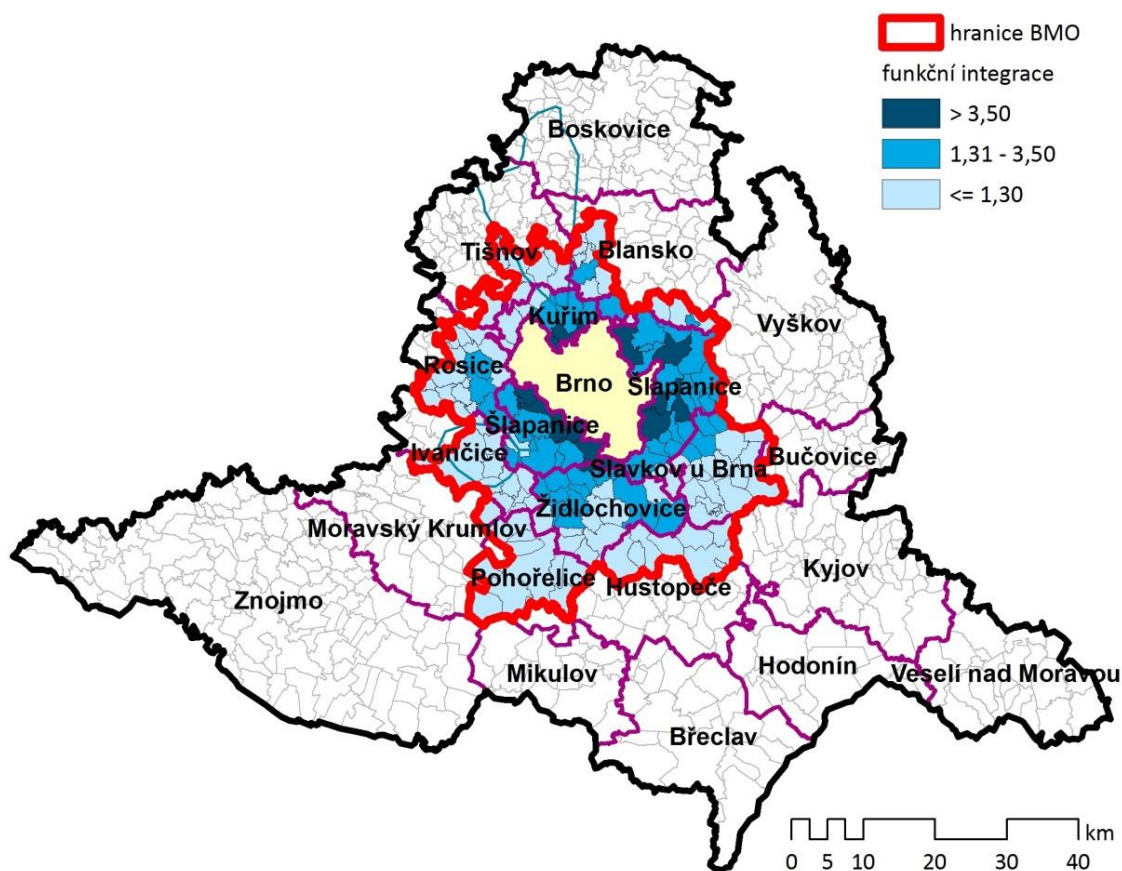 hranice BMO
funkční integrace
> 3,50
1,31 - 3,50
<= 1,30
Boskovice
Tišnov
Blansko
Kuřim
Vyškov
Rosice
Brno
Šlapanice
Šlapanice
Ivančice
Slavkov u Brna
Bučovice
Židlochovice
Moravský Krumlov
Pohořelice
Hustopeče
Kyjov
Znojmo
Mikulov
Hodonín
Veselí nad Moravou
Břeclav
km
0 5 10 20 30 40